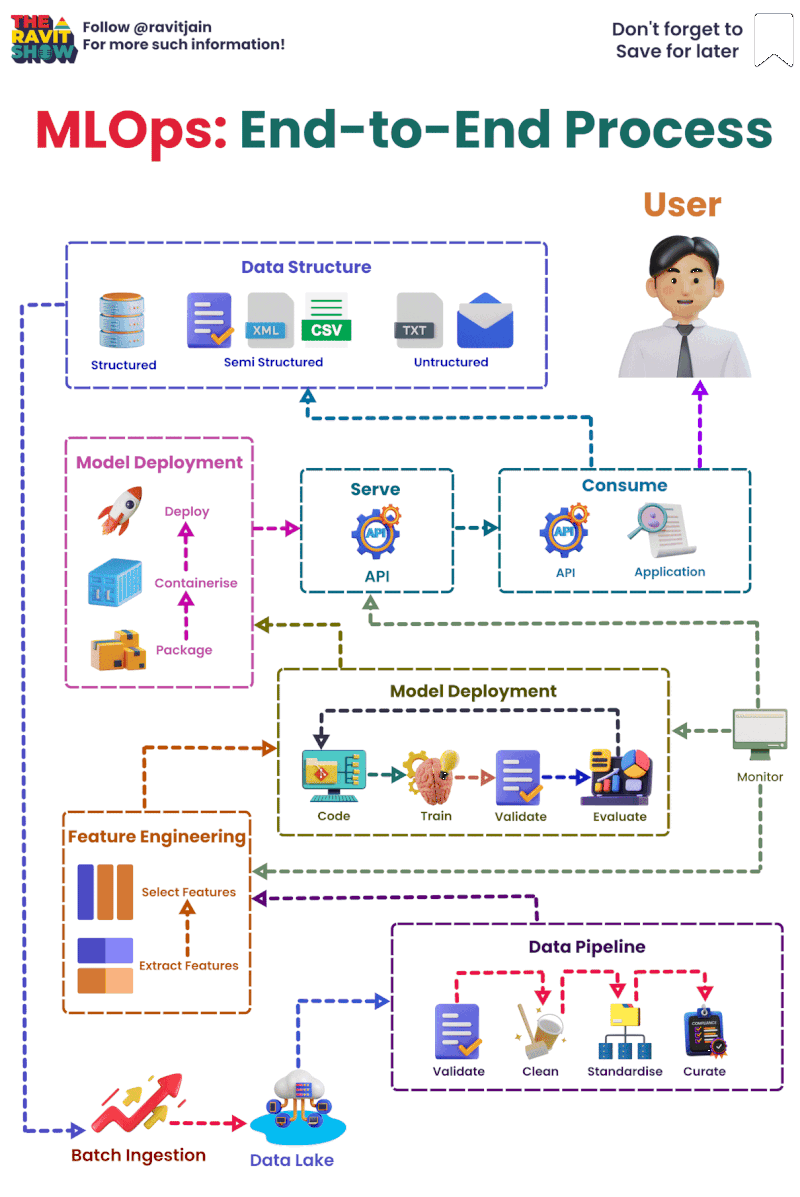 THE
RAVIT
SHOW
Follow @ravitjain
For more such information!
Don't forget to
Save for later
MLOps: End-to-End Process
User
Data Structure
XML
CSV
TXT
Structured
Semi Structured
Untructured
Model Deployment
Deploy
Containerise
Package
Serve
API
API
Consume
API
API
Application
Model Deployment
Code
Train
Validate
Evaluate
Monitor
Feature Engineering
Select Features
Extract Features
Data Pipeline
COMPLIANCE
Validate
Clean
Standardise
Curate
Batch Ingestion
Data Lake